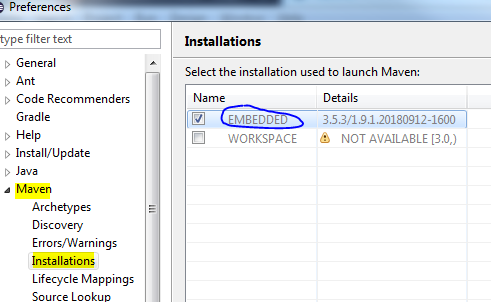 Preferences
type filter text
General
Ant
Code Recommenders
Gradle
Help
Install/Update
Java
Maven
Archetypes
Discovery
Errors/Warnings
Installations
Lifecycle Mappings
Source Lookup
Installations
Select the installation used to launch Maven:
Name Details
EMBEDDED 3.5.3/1.9.1.20180912-1600
WORKSPACE NOT AVAILABLE [3.0,)